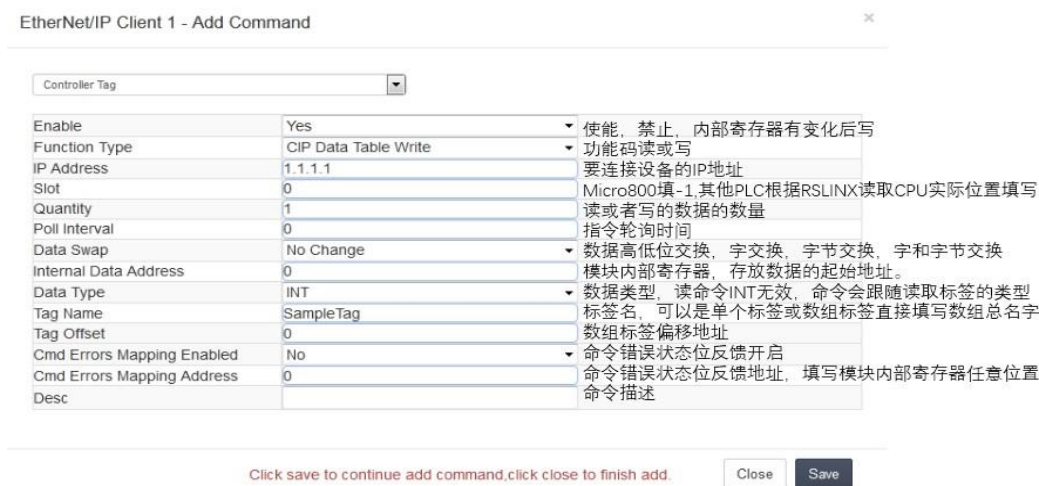 EtherNet/IP Client 1 - Add Command ×
Controller Tag
Enable Yes 使能，禁止，内部寄存器有变化后写
Function Type CIP Data Table Write 功能码读或写
IP Address 1.1.1.1 要连接设备的IP地址
Slot 0 Micro800填-1,其他PLC根据RSLINX读取CPU实际位置填写
Quantity 1 读或者写的数据的数量
Poll Interval 0 指令轮询时间
Data Swap No Change 数据高低位交换，字交换，字节交换，字和字节交换
Internal Data Address 0 模块内部寄存器，存放数据的起始地址。
Data Type INT 数据类型，读命令INT无效，命令会跟随读取标签的类型
Tag Name SampleTag 标签名，可以是单个标签或数组标签直接填写数组总名字
Tag Offset 0 数组标签偏移地址
Cmd Errors Mapping Enabled No 命令错误状态位反馈开启
Cmd Errors Mapping Address 0 命令错误状态位反馈地址，填写模块内部寄存器任意位置
Desc 命令描述
Click save to continue add command,click close to finish add. Close Save